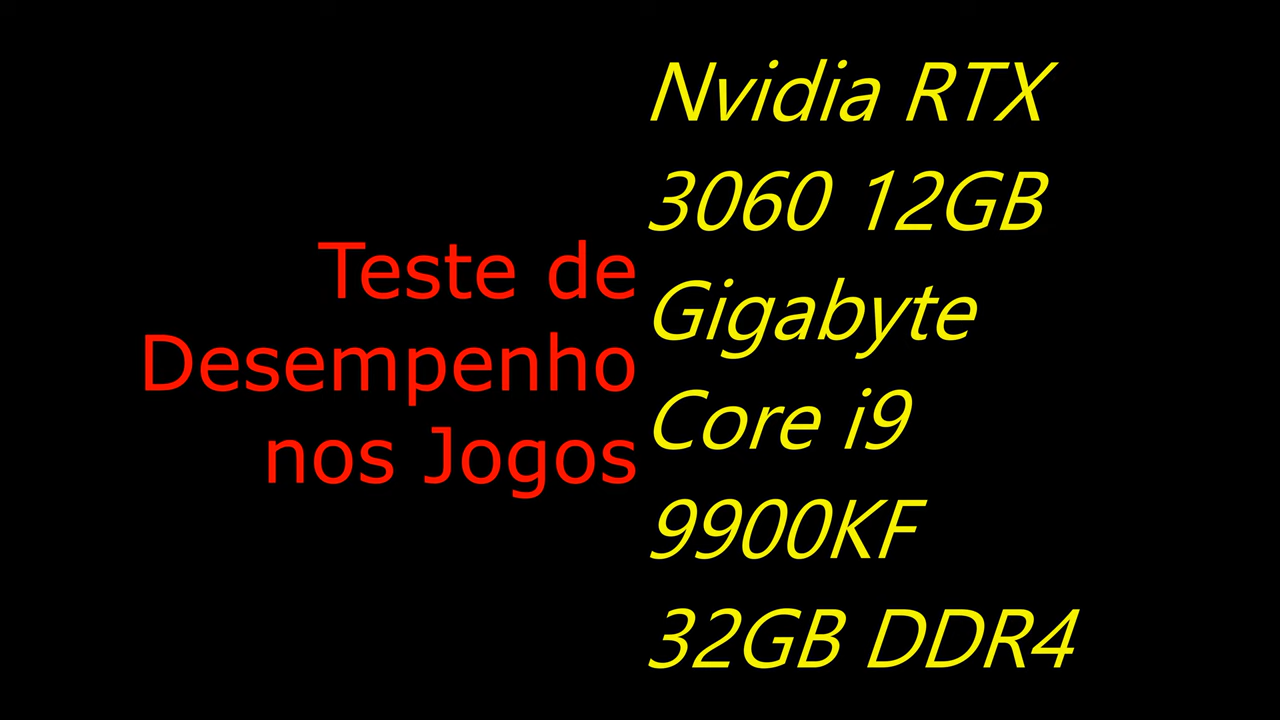 Teste de
Desempenho
nos Jogos
Nvidia RTX
3060 12GB
Gigabyte
Core i9
9900KF
32GB DDR4